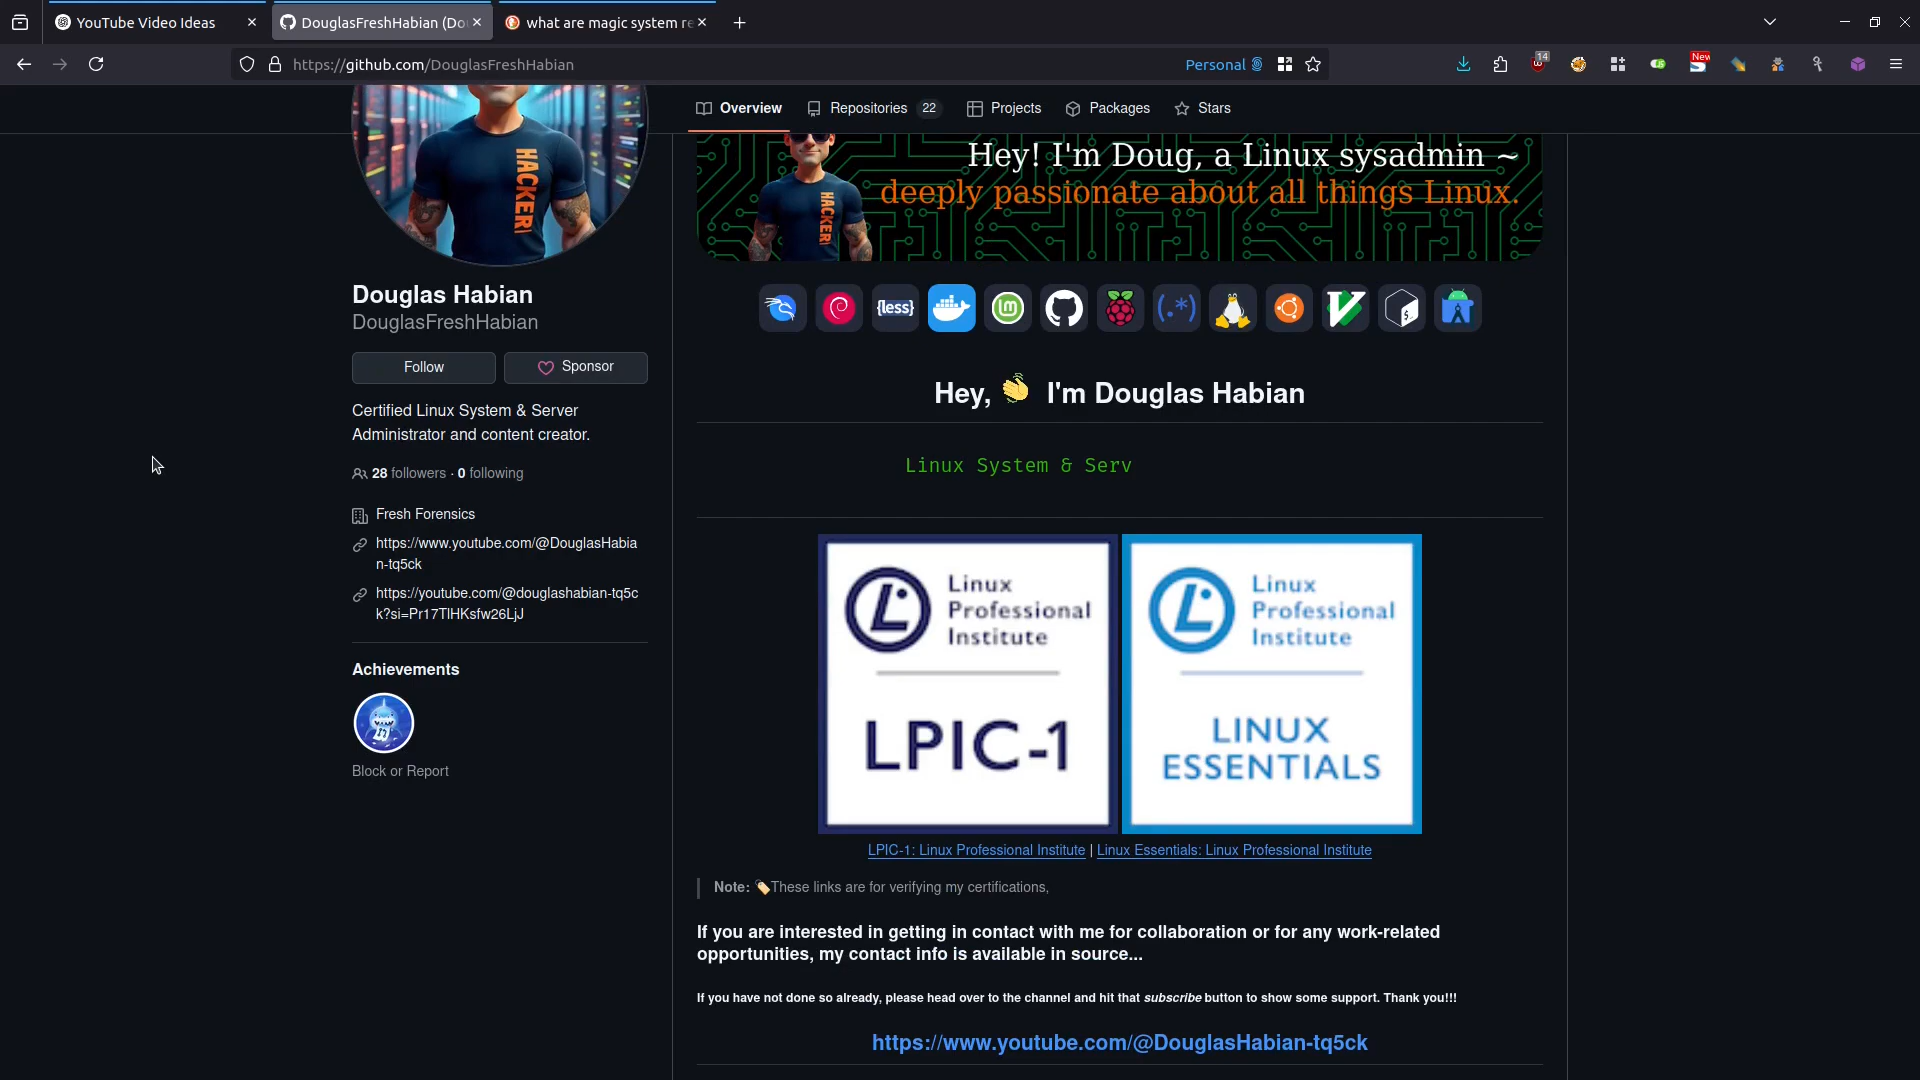 YouTube Video Ideas
DouglasFreshHabian (Do
what are magic system re
https://github.com/DouglasFreshHabian
Personal
14
New
Overview
Repositories 22
Projects
Packages
Stars
HACKER
Hey! I'm Doug, a Linux sysadmin ~
deeply passionate about all things Linux.
HACKER
Douglas Habian
DouglasFreshHabian
{less}
lm
(.*)
$_
Follow
Sponsor
Certified Linux System & Server
Administrator and content creator.
28 followers · 0 following
Fresh Forensics
https://www.youtube.com/@DouglasHabia
n-tq5ck
https://youtube.com/@douglashabian-tq5c
k?si=Pr17TlHKsfw26LjJ
Achievements
Block or Report
Hey, 👋 I'm Douglas Habian
Linux System & Serv
Linux
Professional
Institute
LPIC-1
Linux
Professional
Institute
LINUX
ESSENTIALS
LPIC-1: Linux Professional Institute | Linux Essentials: Linux Professional Institute
Note: 🏷️These links are for verifying my certifications,
If you are interested in getting in contact with me for collaboration or for any work-related
opportunities, my contact info is available in source...
If you have not done so already, please head over to the channel and hit that subscribe button to show some support. Thank you!!!
https://www.youtube.com/@DouglasHabian-tq5ck